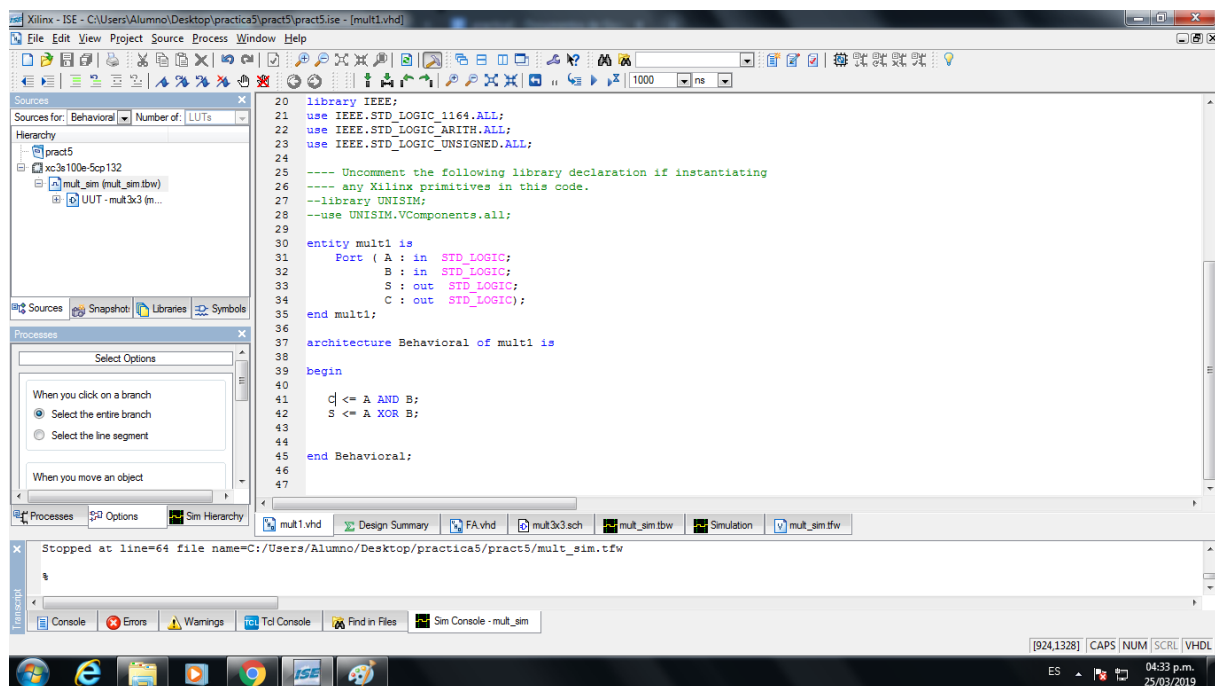 Xilinx - ISE - C:\Users\Alumno\Desktop\practica5\pract5\pract5.ise - [mult1.vhd]
File Edit View Project Source Process Window Help
1000 ns
Sources
Sources for: Behavioral Number of: LUTs
Hierarchy
pract5
xc3s100e-5cp132
mult_sim (mult_sim.tbw)
UUT - mult3x3 (m...
Sources Snapshot Libraries Symbols
Processes
Select Options
When you click on a branch
Select the entire branch
Select the line segment
When you move an object
Processes Options Sim Hierarchy
20 library IEEE;
21 use IEEE.STD_LOGIC_1164.ALL;
22 use IEEE.STD_LOGIC_ARITH.ALL;
23 use IEEE.STD_LOGIC_UNSIGNED.ALL;
24
25 ---- Uncomment the following library declaration if instantiating
26 ---- any Xilinx primitives in this code.
27 --library UNISIM;
28 --use UNISIM.VComponents.all;
29
30 entity mult1 is
31 Port ( A : in STD_LOGIC;
32 B : in STD_LOGIC;
33 S : out STD_LOGIC;
34 C : out STD_LOGIC);
35 end mult1;
36
37 architecture Behavioral of mult1 is
38
39 begin
40
41 C <= A AND B;
42 S <= A XOR B;
43
44
45 end Behavioral;
46
47
mult1.vhd Design Summary FA.vhd mult3x3.sch mult_sim.tbw Simulation mult_sim.tfw
Stopped at line=64 file name=C:/Users/Alumno/Desktop/practica5/pract5/mult_sim.tfw
%
Transcript
Console Errors Warnings Tcl Console Find in Files Sim Console - mult_sim
[924,1328] CAPS NUM SCRL VHDL
ISE
ES 04:33 p.m.
25/03/2019